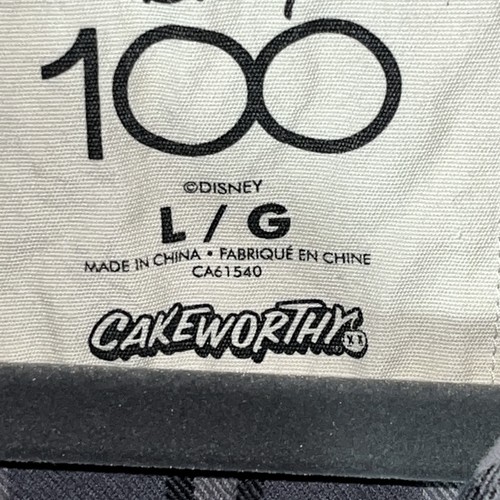 100
©DISNEY
L / G
MADE IN CHINA • FABRIQUÉ EN CHINE
CA61540
CAKEWORTHY